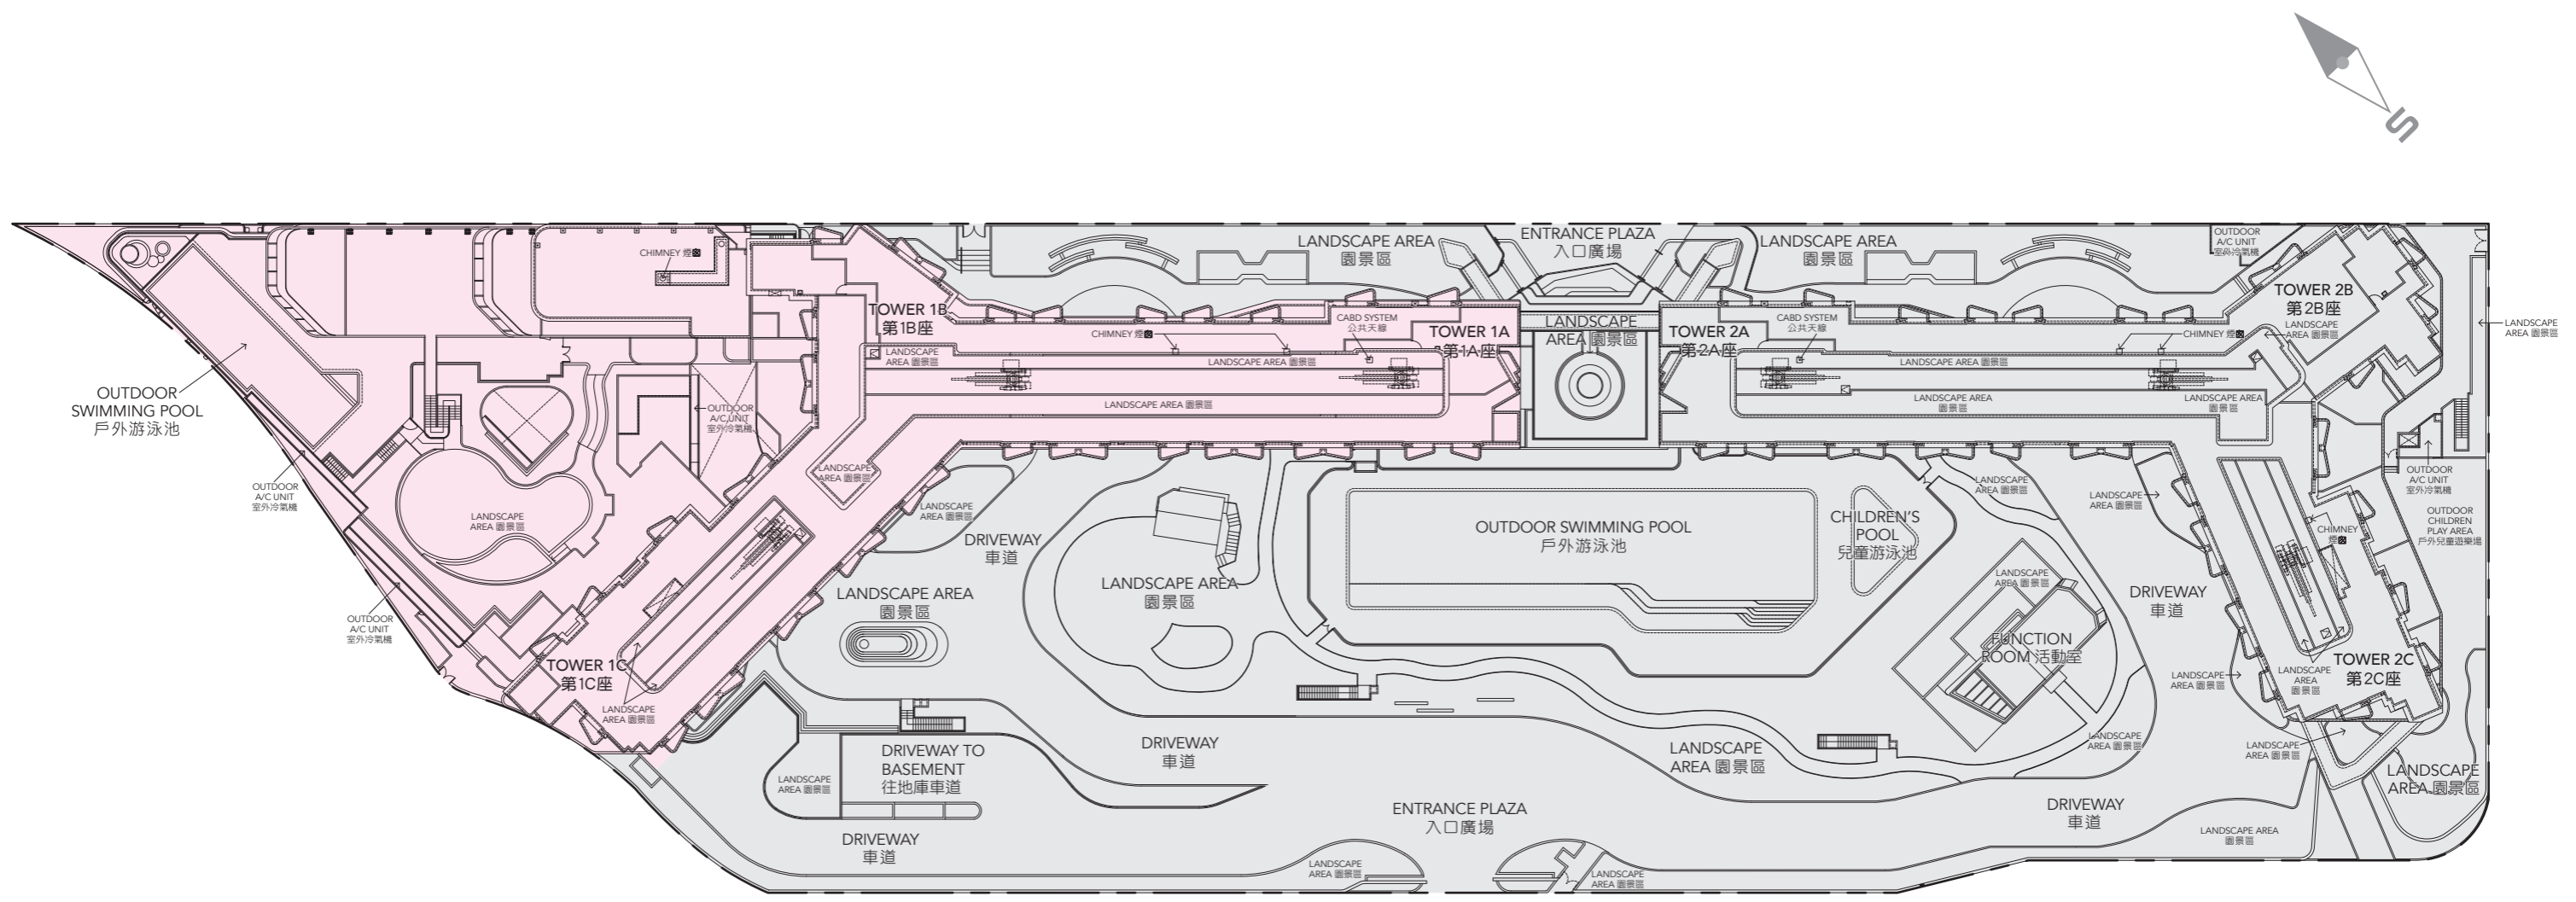 S
CHIMNEY 煙囪
LANDSCAPE AREA
園景區
ENTRANCE PLAZA
入口廣場
LANDSCAPE AREA
園景區
OUTDOOR
A/C UNIT
室外冷氣機
TOWER 1B
第1B座
CHIMNEY 煙囪
CABD SYSTEM
公共天線
TOWER 1A
第1A座
LANDSCAPE
AREA 園景區
TOWER 2A
第2A座
CABD SYSTEM
公共天線
CHIMNEY 煙囪
TOWER 2B
第2B座
LANDSCAPE
AREA 園景區
LANDSCAPE
AREA 園景區
LANDSCAPE
AREA 園景區
LANDSCAPE AREA 園景區
LANDSCAPE AREA 園景區
LANDSCAPE AREA 園景區
LANDSCAPE AREA
園景區
LANDSCAPE AREA
園景區
OUTDOOR
SWIMMING POOL
戶外游泳池
OUTDOOR
A/C UNIT
室外冷氣機
OUTDOOR
A/C UNIT
室外冷氣機
LANDSCAPE
AREA 園景區
LANDSCAPE
AREA 園景區
LANDSCAPE
AREA 園景區
DRIVEWAY
車道
OUTDOOR SWIMMING POOL
戶外游泳池
CHILDREN'S
POOL
兒童游泳池
LANDSCAPE
AREA 園景區
LANDSCAPE
AREA 園景區
OUTDOOR
A/C UNIT
室外冷氣機
OUTDOOR
CHILDREN
PLAY AREA
戶外兒童遊樂場
CHIMNEY
煙囪
OUTDOOR
A/C UNIT
室外冷氣機
LANDSCAPE AREA
園景區
LANDSCAPE AREA
園景區
LANDSCAPE
AREA 園景區
DRIVEWAY
車道
FUNCTION
ROOM 活動室
TOWER 1C
第1C座
LANDSCAPE
AREA 園景區
LANDSCAPE
AREA 園景區
LANDSCAPE
AREA
園景區
TOWER 2C
第2C座
DRIVEWAY TO
BASEMENT
往地庫車道
LANDSCAPE
AREA 園景區
DRIVEWAY
車道
LANDSCAPE
AREA 園景區
LANDSCAPE
AREA 園景區
LANDSCAPE
AREA 園景區
LANDSCAPE
AREA 園景區
ENTRANCE PLAZA
入口廣場
DRIVEWAY
車道
DRIVEWAY
車道
LANDSCAPE AREA
園景區
LANDSCAPE
AREA 園景區
LANDSCAPE
AREA 園景區